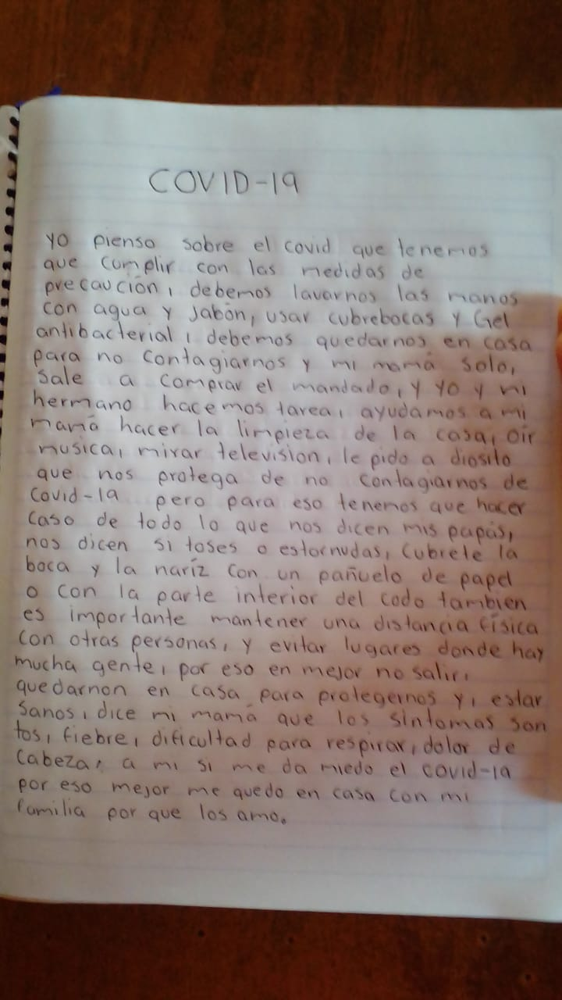 COVID-19
yo pienso sobre el covid que tenemos
que cumplir con las medidas de
precaución, debemos lavarnos las manos
con agua y Jabón, usar cubrebocas y Gel
antibacterial, debemos quedarnos en casa
para no contagiarnos y mi mamá solo,
sale a comprar el mandado, y yo y mi
hermano hacemos tarea, ayudamos a mi
mamá hacer la limpieza de la casa, oir
musica, mirar television, le pido a diosito
que nos protega de no contagiarnos de
Covid-19 pero para eso tenemos que hacer
caso de todo lo que nos dicen mis papás,
nos dicen si toses o estornudas, cubrete la
boca y la naríz con un pañuelo de papel
o con la parte interior del codo tambien
es importante mantener una distancia física
con otras personas, y evitar lugares donde hay
mucha gente, por eso en mejor no salir,
quedarnon en casa para protegernos y, estar
sanos, dice mi mamá que los síntomas son
tos, fiebre, dificultad para respirar, dolor de
cabeza, a mi si me da miedo el covid-19
por eso mejor me quedo en casa con mi
familia por que los amo.